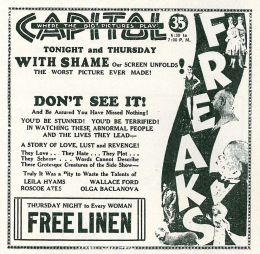 CAPITOL
WHERE THE BIG PICTURES PLAY
35
6:30 to
7:00 P. M.
TONIGHT and THURSDAY
WITH SHAME Our SCREEN UNFOLDS
THE WORST PICTURE EVER MADE!
DON'T SEE IT!
And Be Assured You Have Missed Nothing!
YOU'D BE STUNNED! YOU'D BE TERRIFIED!
IN WATCHING THESE ABNORMAL PEOPLE
AND THE LIVES THEY LEAD—
A STORY OF LOVE, LUST and REVENGE!
They Love . . . They Hate . . . They Plot . . .
They Scheme . . . Words Cannot Describe
These Grotesque Creatures of the Side Show—
Truly It Was a Pity to Waste the Talents of
LEILA HYAMS WALLACE FORD
ROSCOE ATES OLGA BACLANOVA
FREAKS
THURSDAY NIGHT to Every WOMAN
FREE LINEN